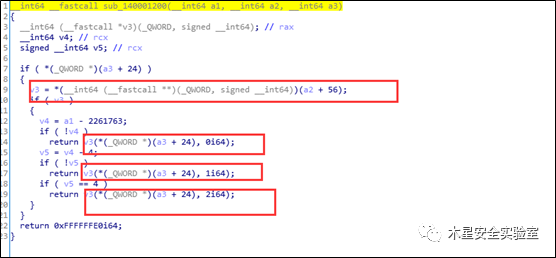 1 __int64 __fastcall sub_140001200(__int64 a1, __int64 a2, __int64 a3)
2 {
3 __int64 (__fastcall *v3)(_QWORD, signed __int64); // rax
4 __int64 v4; // rcx
5 signed __int64 v5; // rcx
6
7 if ( *(_QWORD *)(a3 + 24) )
8 {
9 v3 = *(__int64 (__fastcall **)(_QWORD, signed __int64))(a2 + 56);
10 if ( v3 )
11 {
12 v4 = a1 - 2261763;
13 if ( !v4 )
14 return v3(*(_QWORD *)(a3 + 24), 0i64);
15 v5 = v4 - 4;
16 if ( !v5 )
17 return v3(*(_QWORD *)(a3 + 24), 1i64);
18 if ( v5 == 4 )
19 return v3(*(_QWORD *)(a3 + 24), 2i64);
20 }
21 }
22 return 0xFFFFFFE0i64;
23 }
木星安全实验室